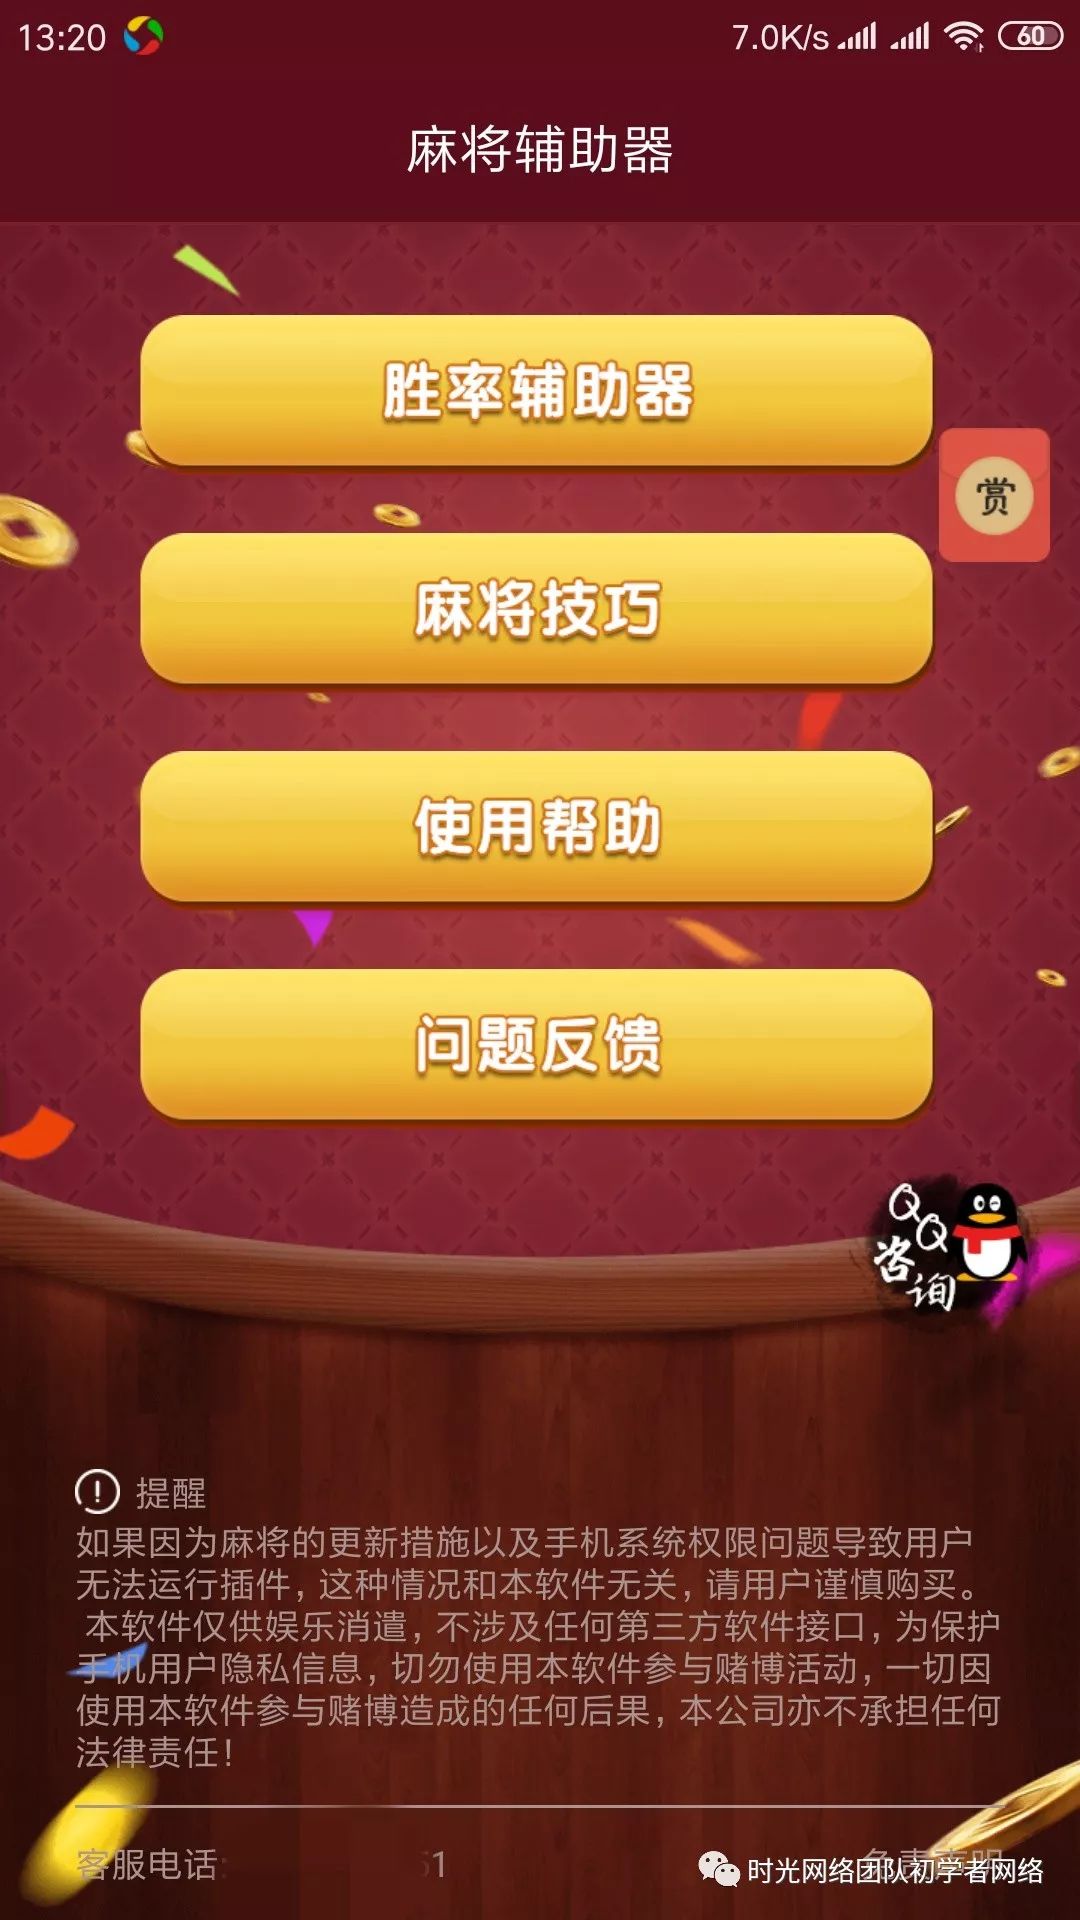 13:20
7.0K/s
60
麻将辅助器
胜率辅助器
赏
麻将技巧
使用帮助
问题反馈
QQ
咨询
提醒
如果因为麻将的更新措施以及手机系统权限问题导致用户
无法运行插件，这种情况和本软件无关，请用户谨慎购买。
本软件仅供娱乐消遣，不涉及任何第三方软件接口，为保护
手机用户隐私信息，切勿使用本软件参与赌博活动，一切因
使用本软件参与赌博造成的任何后果，本公司亦不承担任何
法律责任！
客服电话: 51
免责声明
时光网络团队初学者网络